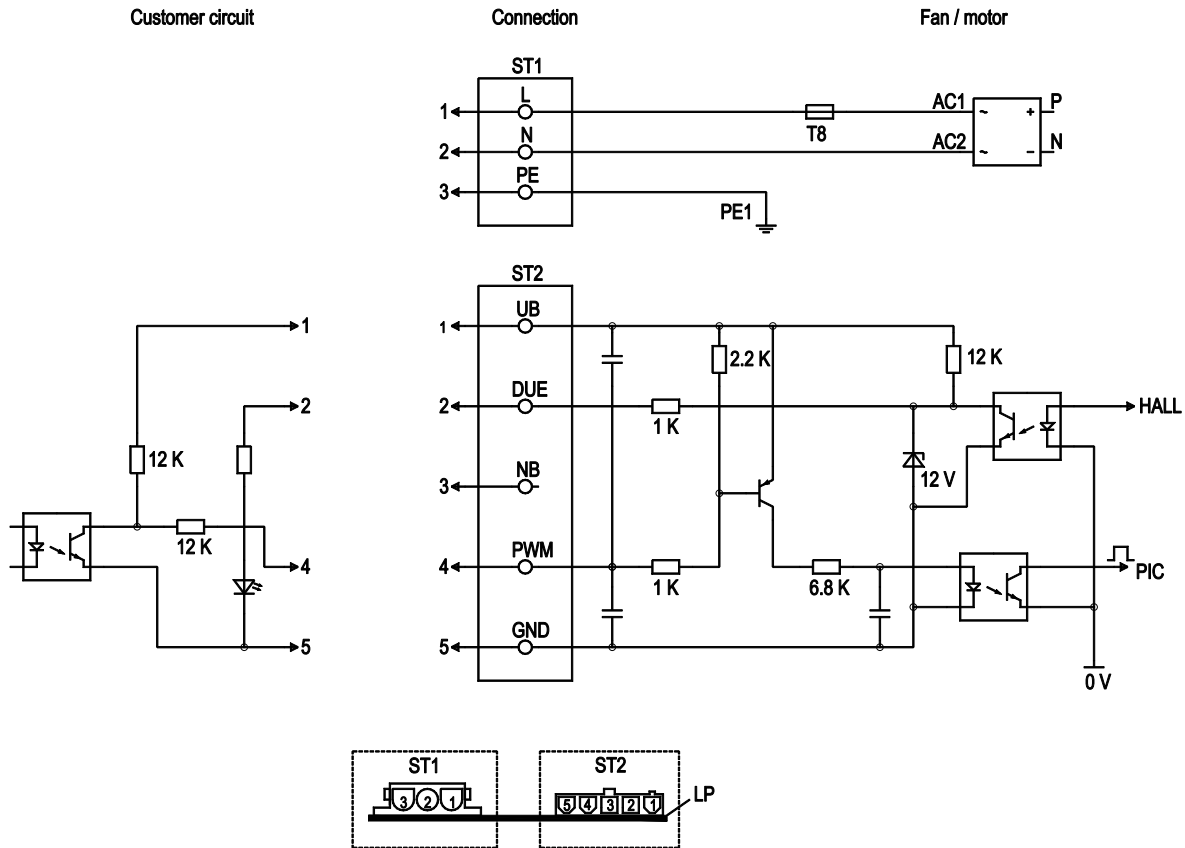 Customer circuit
Connection
Fan / motor
ST1
L
1
AC1
~
+
P
T8
N
2
AC2
~
–
N
PE
3
PE1
ST2
UB
1
1
2.2 K
12 K
DUE
2
2
1 K
HALL
12 K
NB
3
12 V
12 K
PWM
4
4
1 K
6.8 K
PIC
GND
5
5
0 V
ST1
ST2
3 2 1
5 4 3 2 1
LP